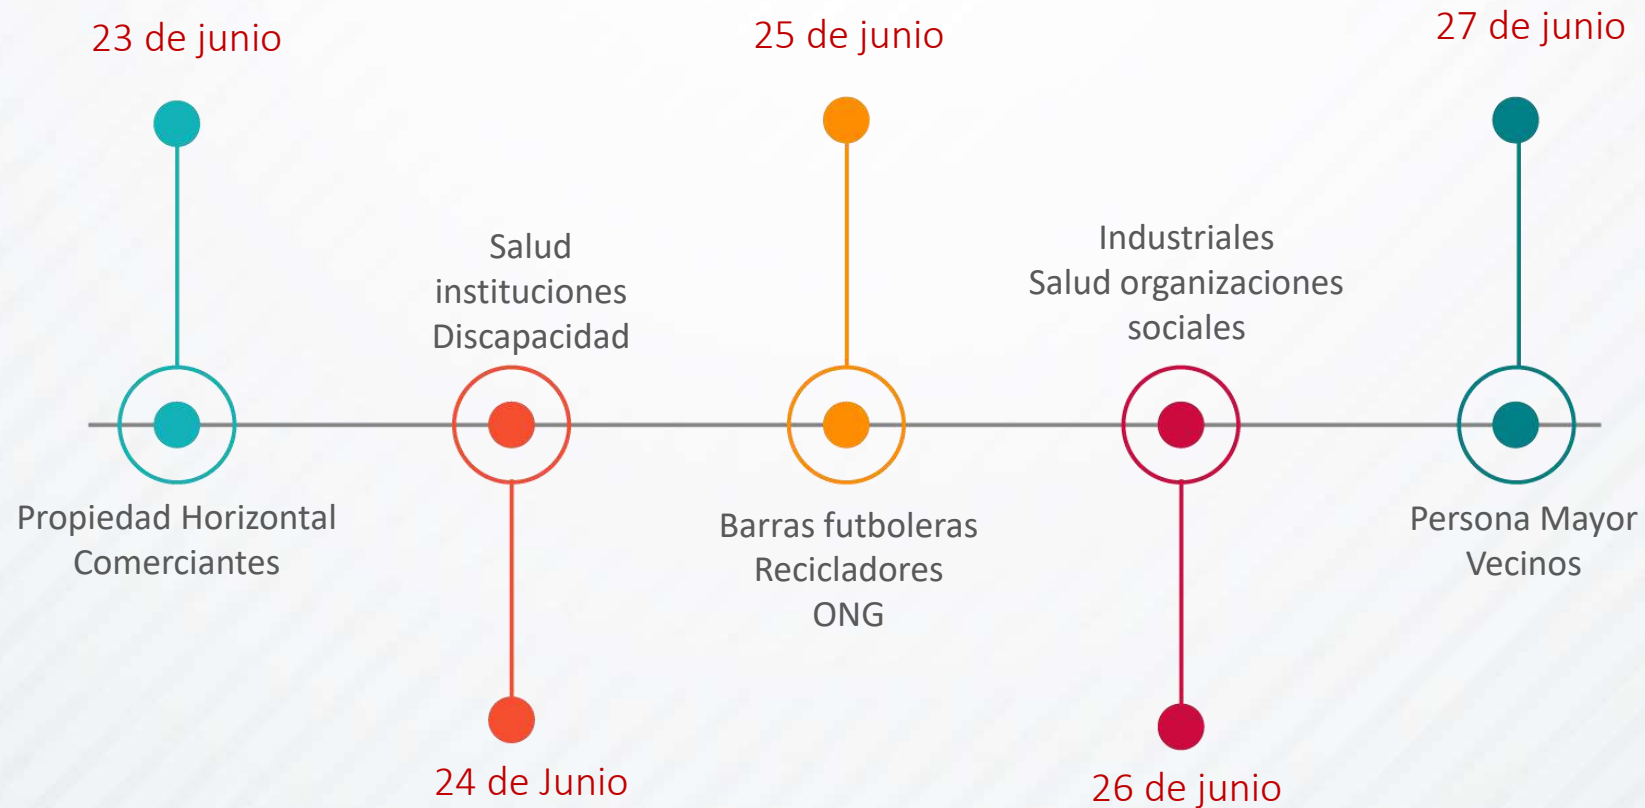 23 de junio
Propiedad Horizontal
Comerciantes
Salud
instituciones
Discapacidad
24 de Junio
25 de junio
Barras futboleras
Recicladores
ONG
Industriales
Salud organizaciones
sociales
26 de junio
27 de junio
Persona Mayor
Vecinos